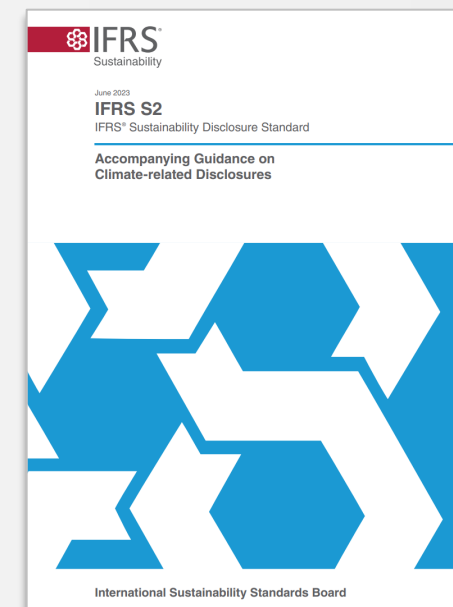 IFRS®
Sustainability
June 2023
IFRS S2
IFRS® Sustainability Disclosure Standard
Accompanying Guidance on
Climate-related Disclosures
International Sustainability Standards Board